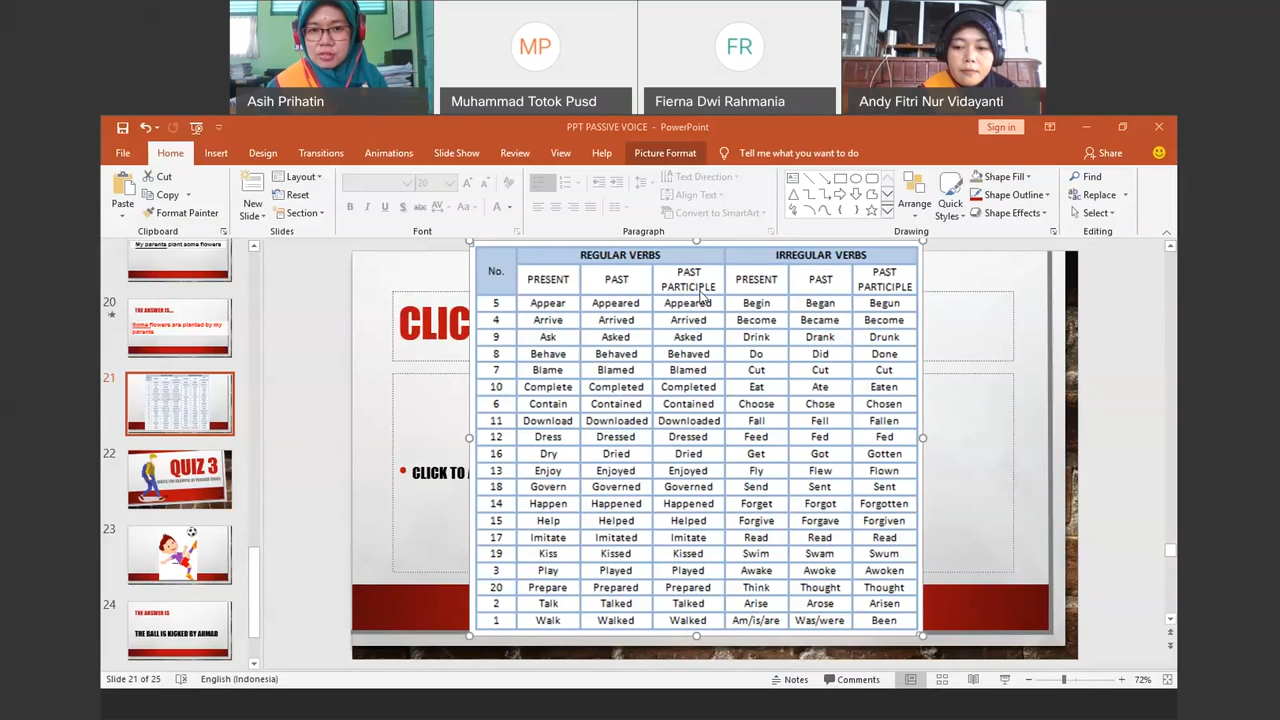 MP
FR
Asih Prihatin
Muhammad Totok Pusd
Fierna Dwi Rahmania
Andy Fitri Nur Vidayanti
PPT PASSIVE VOICE - PowerPoint
Sign in
File Home Insert Design Transitions Animations Slide Show Review View Help Picture Format Tell me what you want to do Share
Paste
Cut
Copy
Format Painter
Clipboard
New Slide
Layout
Reset
Section
Slides
20
Font
Text Direction
Align Text
Convert to SmartArt
Paragraph
Arrange
Quick Styles
Shape Fill
Shape Outline
Shape Effects
Drawing
Find
Replace
Select
Editing
My parents plant some flowers
20
THE ANSWER IS...
Some flowers are planted by my parents
21
22
QUIZ 3
23
24
THE ANSWER IS
THE BALL IS KICKED BY AHMAD
CLIC
CLICK TO A
No. REGULAR VERBS IRREGULAR VERBS
PRESENT PAST PAST PARTICIPLE PRESENT PAST PAST PARTICIPLE
5 Appear Appeared Appeared Begin Began Begun
4 Arrive Arrived Arrived Become Became Become
9 Ask Asked Asked Drink Drank Drunk
8 Behave Behaved Behaved Do Did Done
7 Blame Blamed Blamed Cut Cut Cut
10 Complete Completed Completed Eat Ate Eaten
6 Contain Contained Contained Choose Chose Chosen
11 Download Downloaded Downloaded Fall Fell Fallen
12 Dress Dressed Dressed Feed Fed Fed
16 Dry Dried Dried Get Got Gotten
13 Enjoy Enjoyed Enjoyed Fly Flew Flown
18 Govern Governed Governed Send Sent Sent
14 Happen Happened Happened Forget Forgot Forgotten
15 Help Helped Helped Forgive Forgave Forgiven
17 Imitate Imitated Imitate Read Read Read
19 Kiss Kissed Kissed Swim Swam Swum
3 Play Played Played Awake Awoke Awoken
20 Prepare Prepared Prepared Think Thought Thought
2 Talk Talked Talked Arise Arose Arisen
1 Walk Walked Walked Am/is/are Was/were Been
Slide 21 of 25 English (Indonesia) Notes Comments 72%